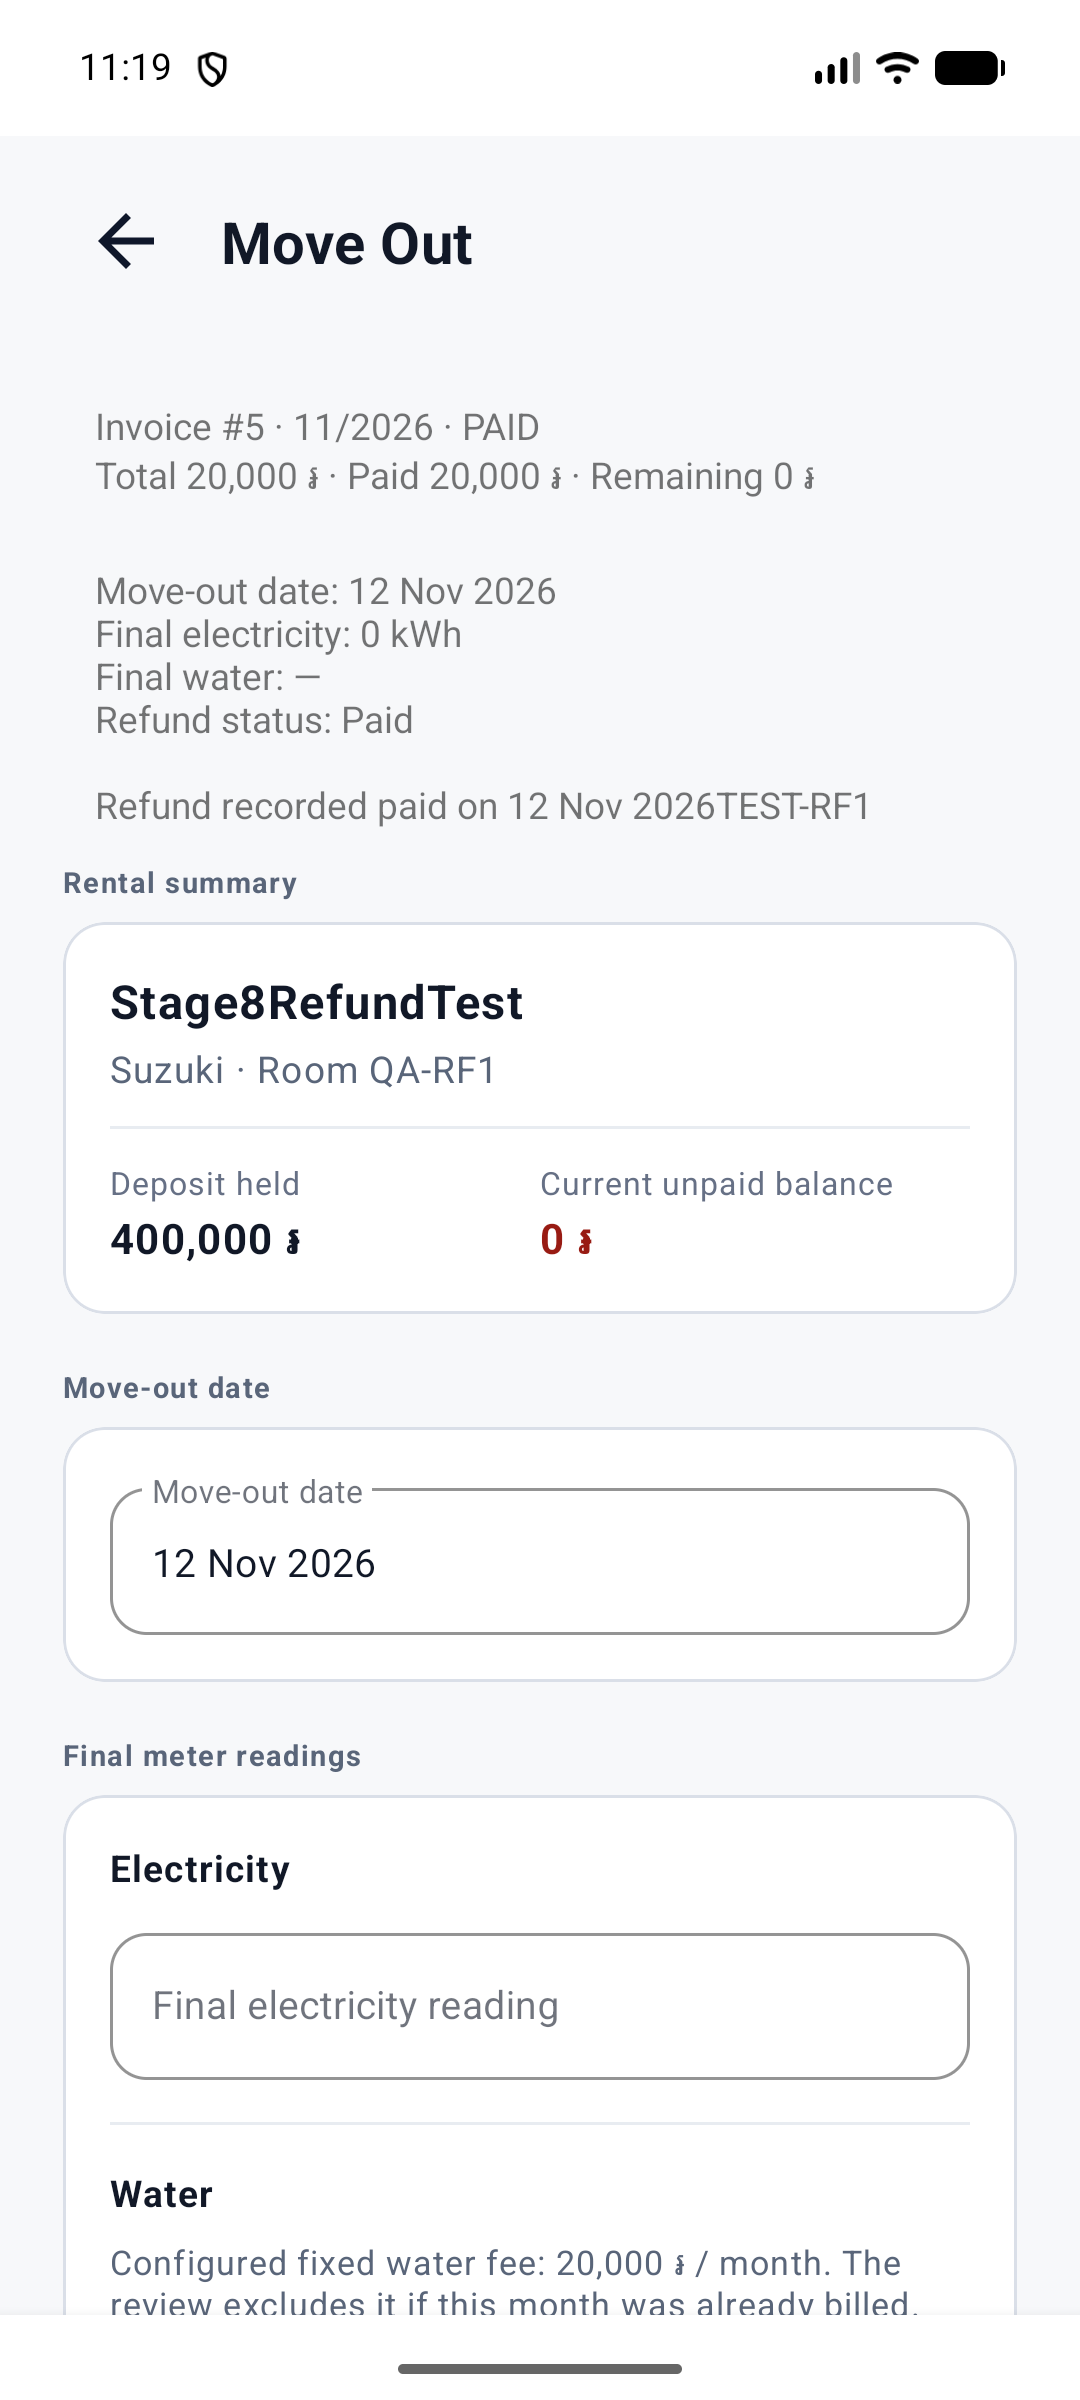 11:19
Move Out
Invoice #5 · 11/2026 · PAID
Total 20,000 ៛ · Paid 20,000 ៛ · Remaining 0 ៛
Move-out date: 12 Nov 2026
Final electricity: 0 kWh
Final water: —
Refund status: Paid
Refund recorded paid on 12 Nov 2026TEST-RF1
Rental summary
Stage8RefundTest
Suzuki · Room QA-RF1
Deposit held
400,000 ៛
Current unpaid balance
0 ៛
Move-out date
Move-out date
12 Nov 2026
Final meter readings
Electricity
Final electricity reading
Water
Configured fixed water fee: 20,000 ៛ / month. The
review excludes it if this month was already billed.